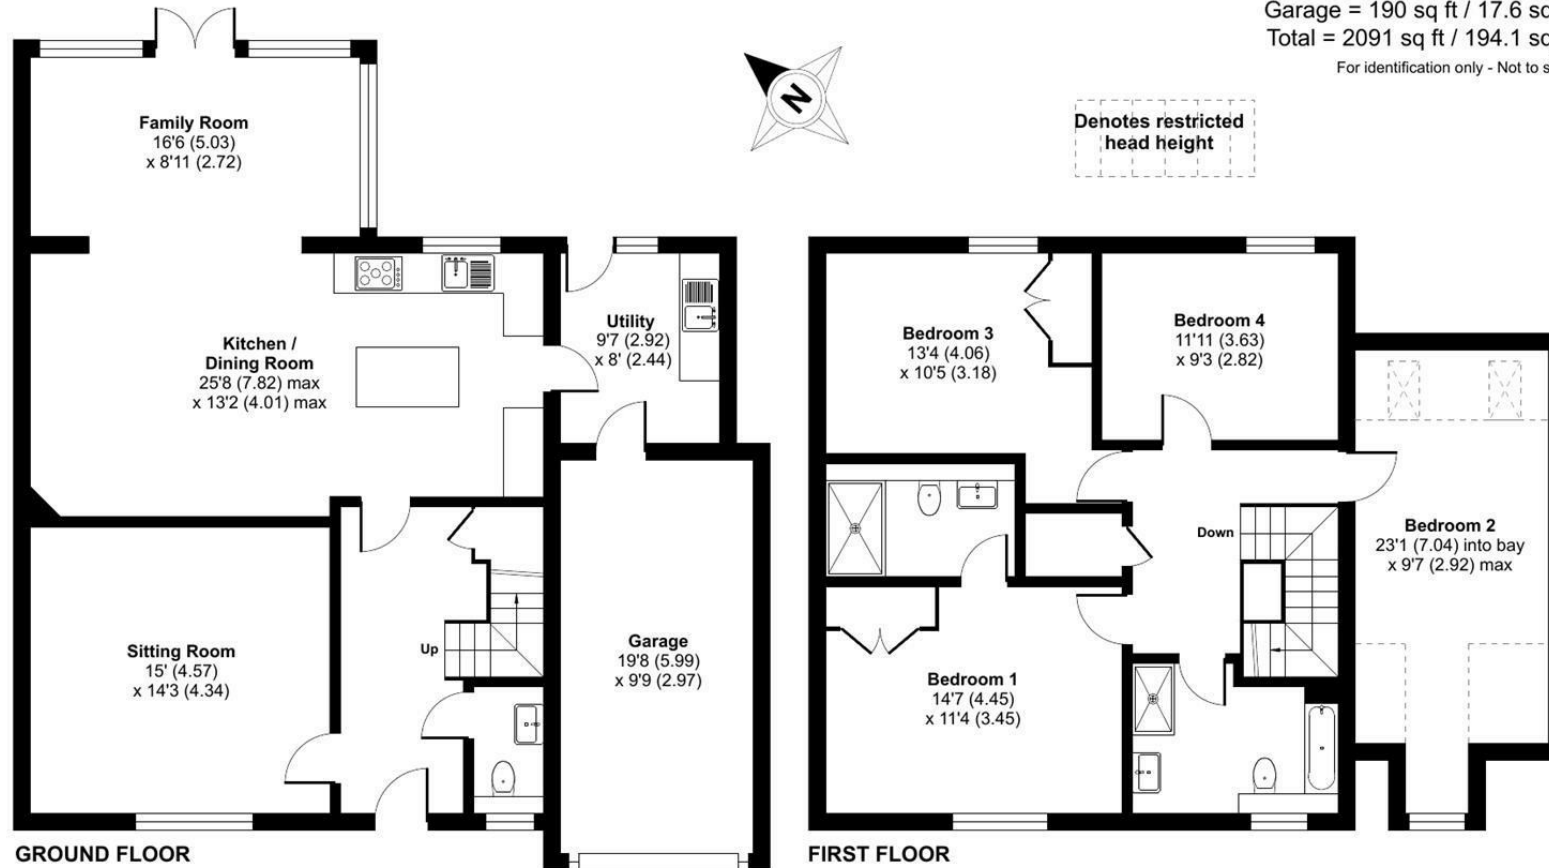 Garage = 190 sq ft / 17.6 sq
Total = 2091 sq ft / 194.1 sq
For identification only - Not to s
N
Denotes restricted
head height
Family Room
16'6 (5.03)
x 8'11 (2.72)
Kitchen /
Dining Room
25'8 (7.82) max
x 13'2 (4.01) max
Utility
9'7 (2.92)
x 8' (2.44)
Sitting Room
15' (4.57)
x 14'3 (4.34)
Up
Garage
19'8 (5.99)
x 9'9 (2.97)
GROUND FLOOR
Bedroom 3
13'4 (4.06)
x 10'5 (3.18)
Bedroom 4
11'11 (3.63)
x 9'3 (2.82)
Down
Bedroom 2
23'1 (7.04) into bay
x 9'7 (2.92) max
Bedroom 1
14'7 (4.45)
x 11'4 (3.45)
FIRST FLOOR